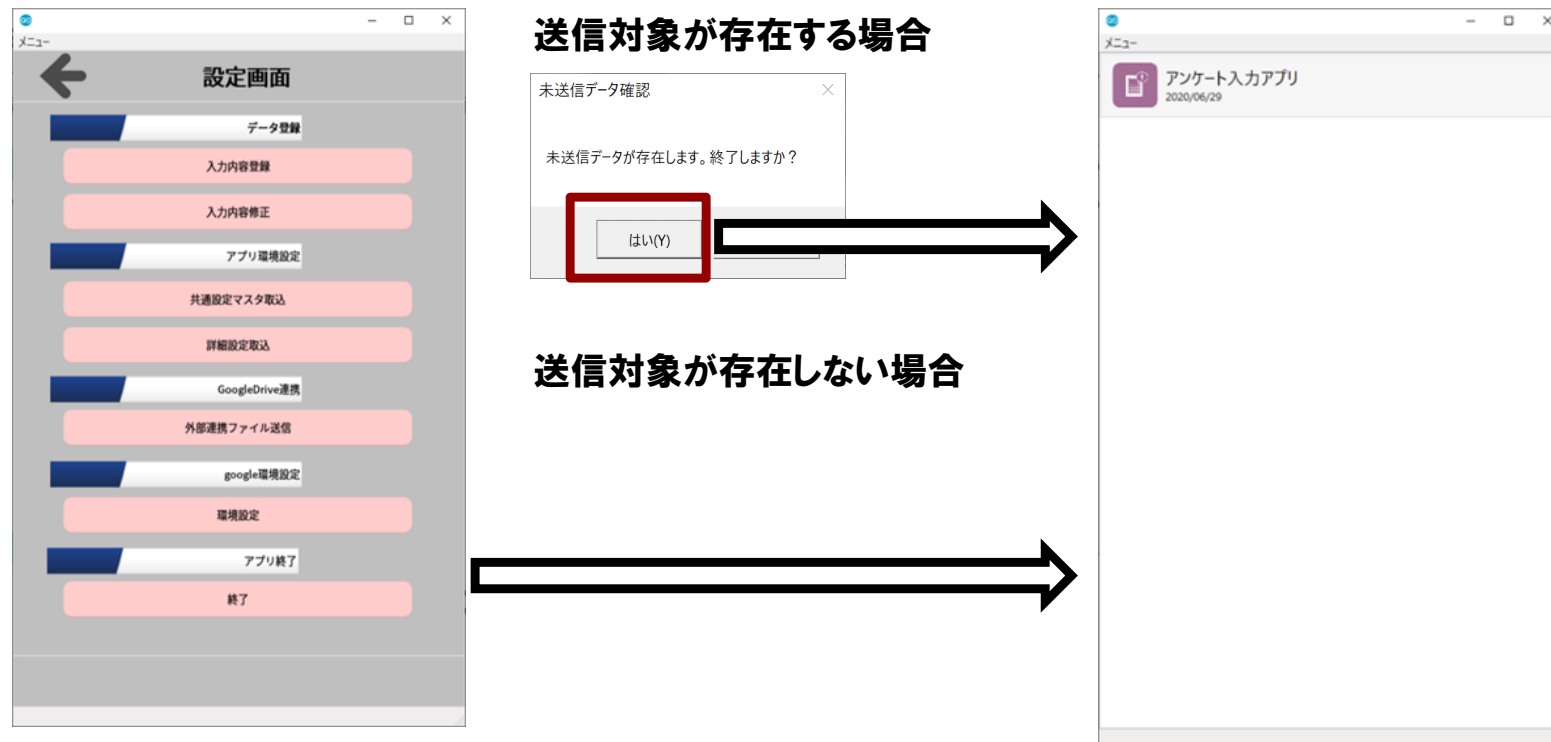 メニュー
設定画面
データ登録
入力内容登録
入力内容修正
アプリ環境設定
共通設定マスタ取込
詳細設定取込
GoogleDrive連携
外部連携ファイル送信
google環境設定
環境設定
アプリ終了
終了
送信対象が存在する場合
未送信データ確認
未送信データが存在します。終了しますか？
はい(Y)
送信対象が存在しない場合
メニュー
アンケート入力アプリ
2020/06/29